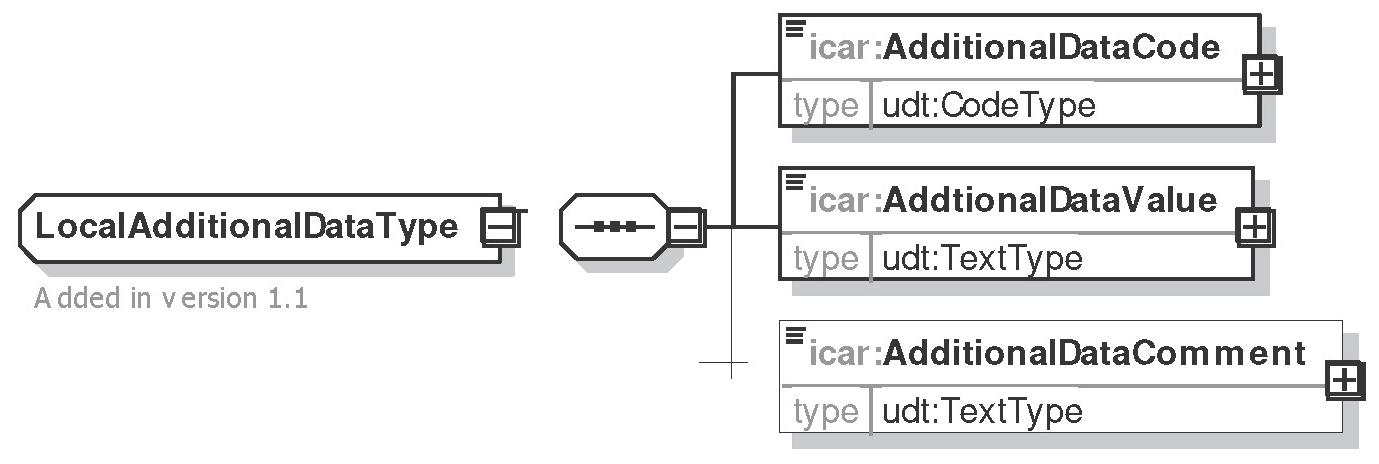 icar:AdditionalDataCode
type udt:CodeType
icar:AddtionalDataValue
type udt:TextType
LocalAdditionalDataType
Added in version 1.1
icar:AdditionalDataComment
type udt:TextType